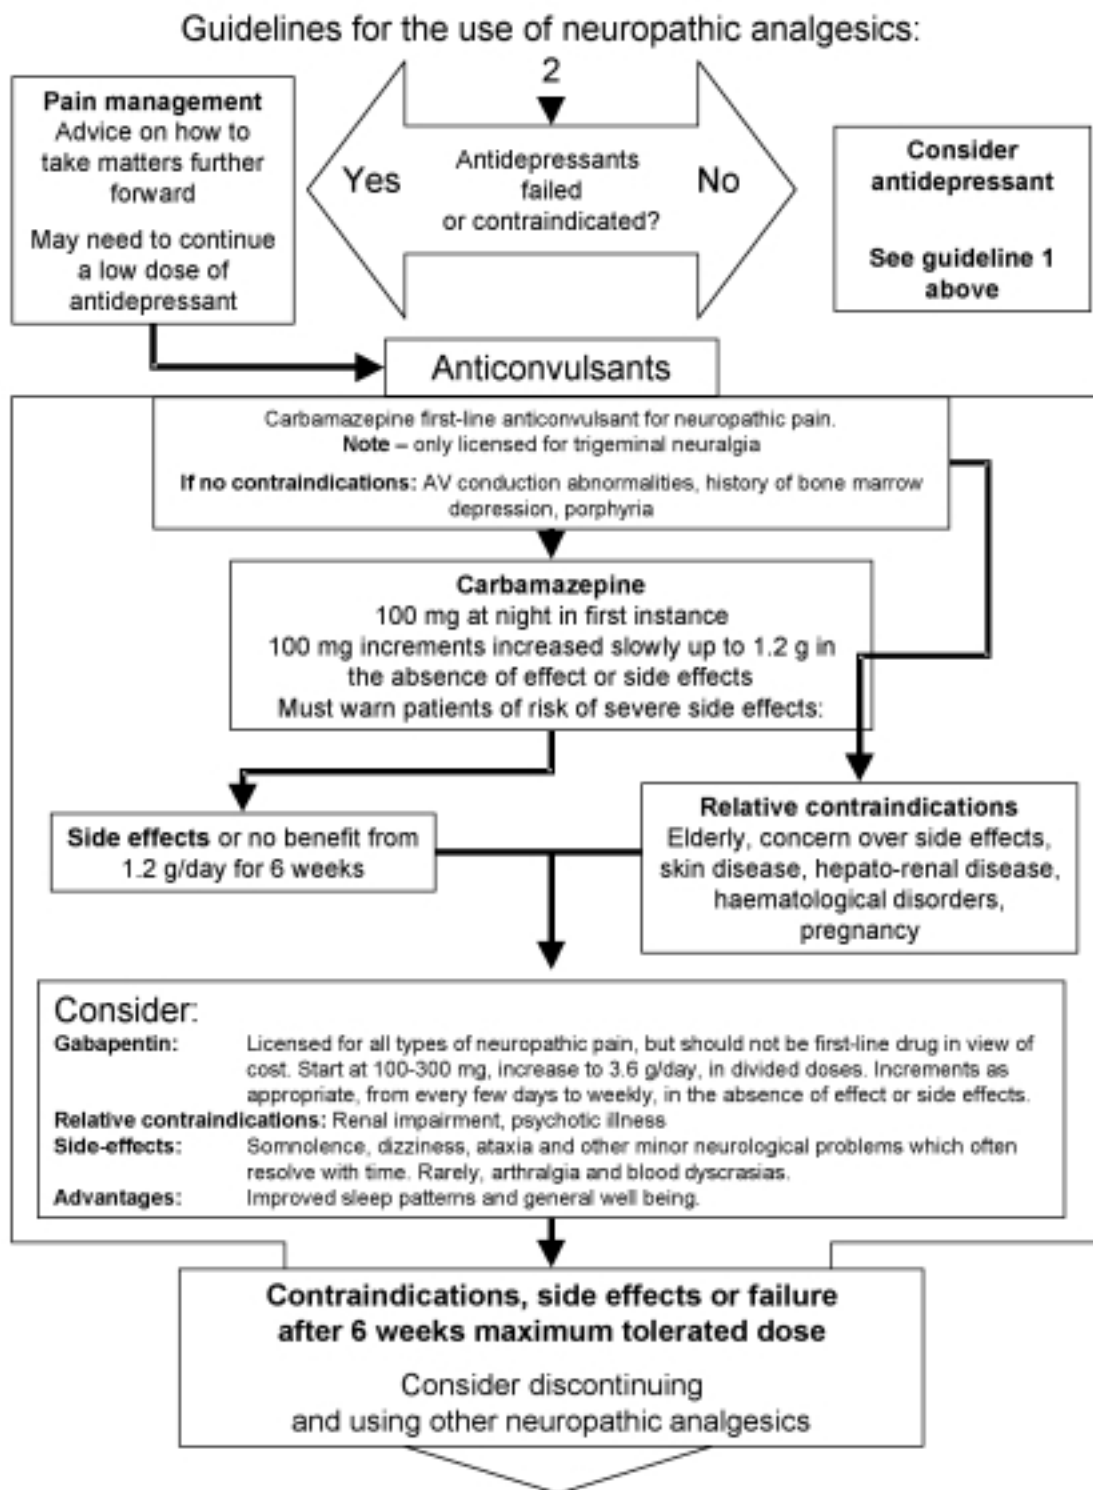 Guidelines for the use of neuropathic analgesics:
2
Pain management
Advice on how to
take matters further
forward
May need to continue
a low dose of
antidepressant
Yes
Antidepressants
failed
or contraindicated?
No
Consider
antidepressant
See guideline 1
above
Anticonvulsants
Carbamazepine first-line anticonvulsant for neuropathic pain.
Note – only licensed for trigeminal neuralgia
If no contraindications: AV conduction abnormalities, history of bone marrow
depression, porphyria
Carbamazepine
100 mg at night in first instance
100 mg increments increased slowly up to 1.2 g in
the absence of effect or side effects
Must warn patients of risk of severe side effects:
Side effects or no benefit from
1.2 g/day for 6 weeks
Relative contraindications
Elderly, concern over side effects,
skin disease, hepato-renal disease,
haematological disorders,
pregnancy
Consider:
Gabapentin: Licensed for all types of neuropathic pain, but should not be first-line drug in view of
cost. Start at 100-300 mg, increase to 3.6 g/day, in divided doses. Increments as
appropriate, from every few days to weekly, in the absence of effect or side effects.
Relative contraindications: Renal impairment, psychotic illness
Side-effects: Somnolence, dizziness, ataxia and other minor neurological problems which often
resolve with time. Rarely, arthralgia and blood dyscrasias.
Advantages: Improved sleep patterns and general well being.
Contraindications, side effects or failure
after 6 weeks maximum tolerated dose
Consider discontinuing
and using other neuropathic analgesics